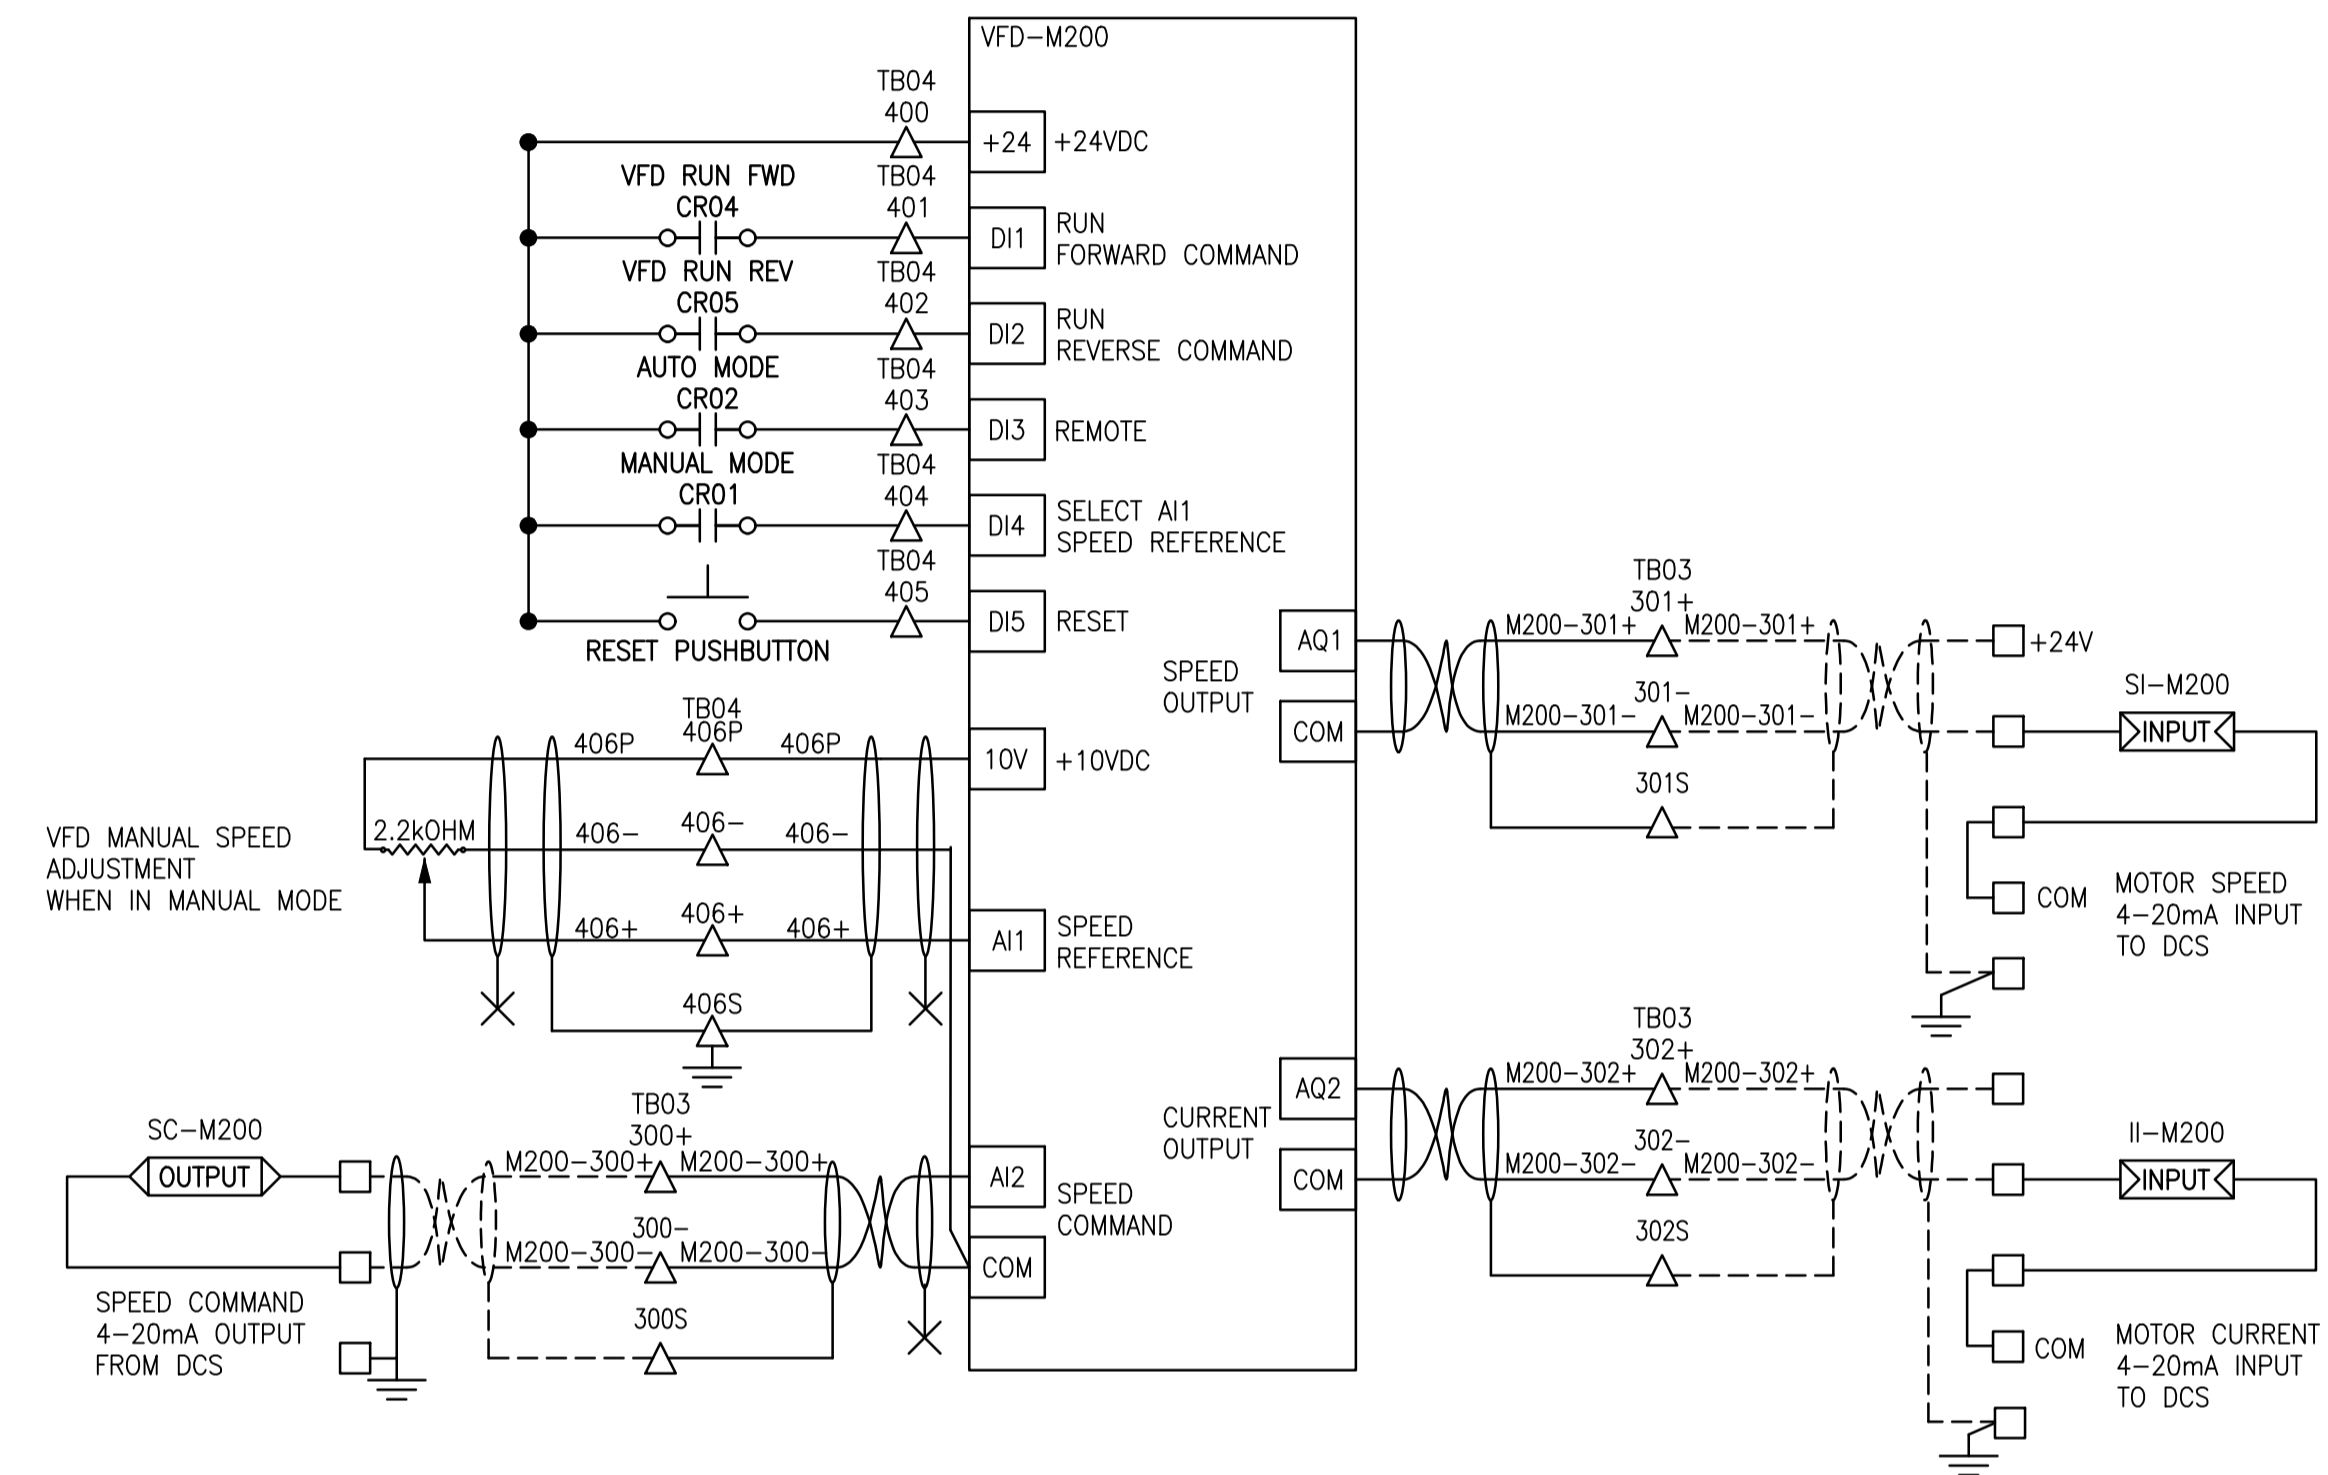 VFD-M200
TB04
400
+24
+24VDC
VFD RUN FWD
CR04
TB04
401
DI1
RUN
FORWARD COMMAND
VFD RUN REV
CR05
TB04
402
DI2
RUN
REVERSE COMMAND
AUTO MODE
CR02
TB04
403
DI3
REMOTE
MANUAL MODE
CR01
TB04
404
DI4
SELECT AI1
SPEED REFERENCE
TB04
405
DI5
RESET
RESET PUSHBUTTON
TB04
406P
406P
406P
10V
+10VDC
VFD MANUAL SPEED
ADJUSTMENT
WHEN IN MANUAL MODE
2.2kOHM
406-
406-
406-
406+
406+
406+
AI1
SPEED
REFERENCE
406S
SC-M200
OUTPUT
TB03
300+
M200-300+
M200-300+
AI2
SPEED
COMMAND
300-
M200-300-
M200-300-
COM
300S
SPEED COMMAND
4-20mA OUTPUT
FROM DCS
SPEED
OUTPUT
AQ1
COM
TB03
301+
M200-301+
M200-301+
+24V
301-
M200-301-
M200-301-
301S
SI-M200
INPUT
COM
MOTOR SPEED
4-20mA INPUT
TO DCS
CURRENT
OUTPUT
AQ2
COM
TB03
302+
M200-302+
M200-302+
302-
M200-302-
M200-302-
302S
II-M200
INPUT
COM
MOTOR CURRENT
4-20mA INPUT
TO DCS